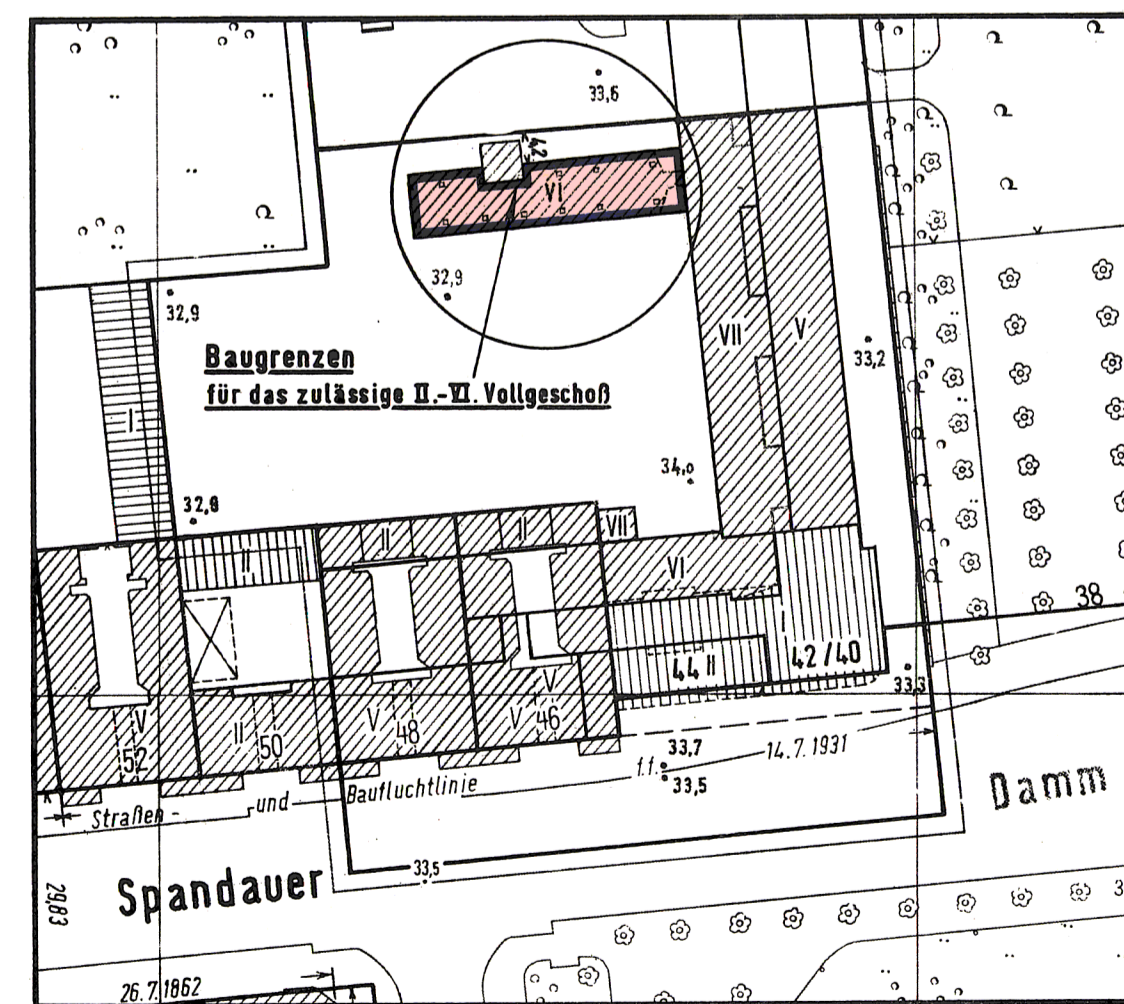 33,6
4,2
VI
32,9
32,9
Baugrenzen
für das zulässige II.-VI. Vollgeschoß
VII
V
33,2
I
34,0
32,8
II
II
II
VII
VI
38
44 II
42/40
33,3
V
52
II
50
V
48
V
V
46
33,7
f.f.
14.7.1931
33,5
Straßen-
und
Baufluchtlinie
Damm
Spandauer
33,5
29,83
26.7.1862